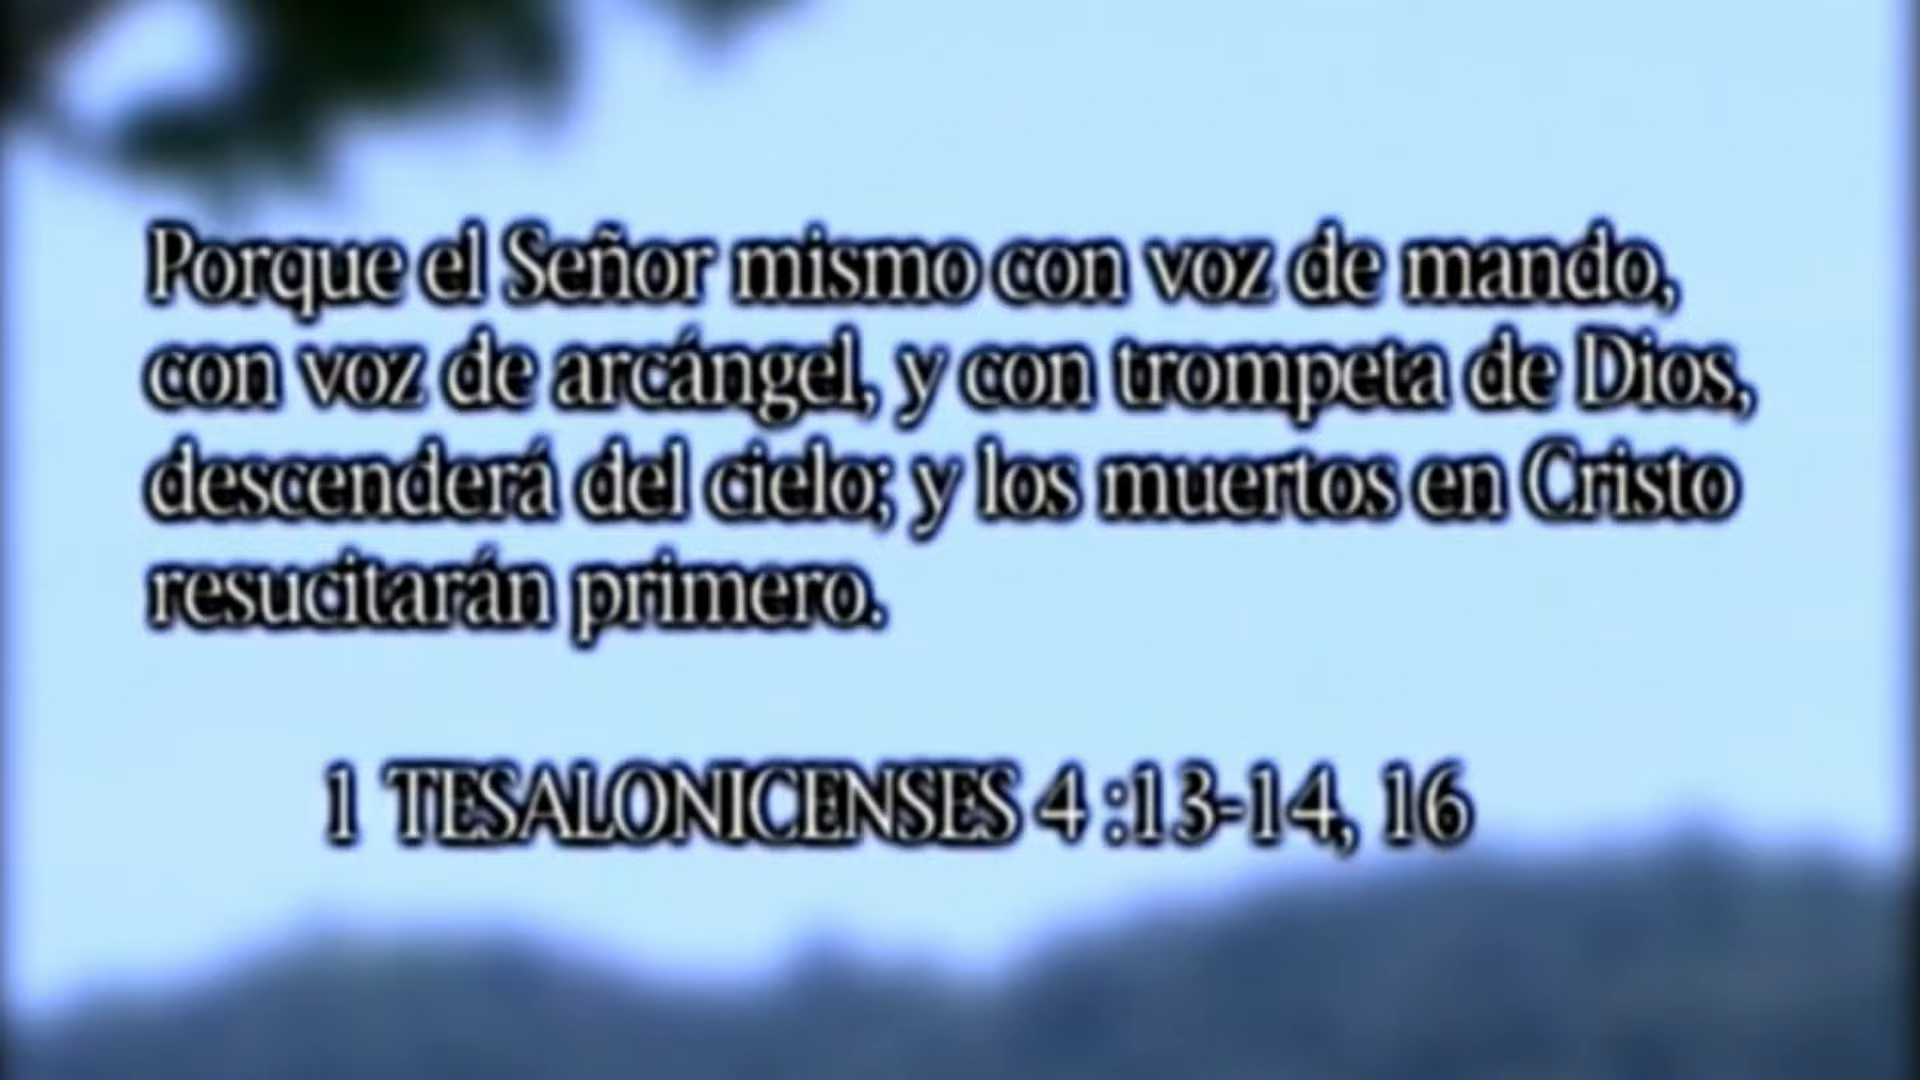 Porque el Señor mismo con voz de mando,
con voz de arcángel, y con trompeta de Dios,
descenderá del cielo; y los muertos en Cristo
resucitarán primero.
1 TESALONICENSES 4 :13-14, 16